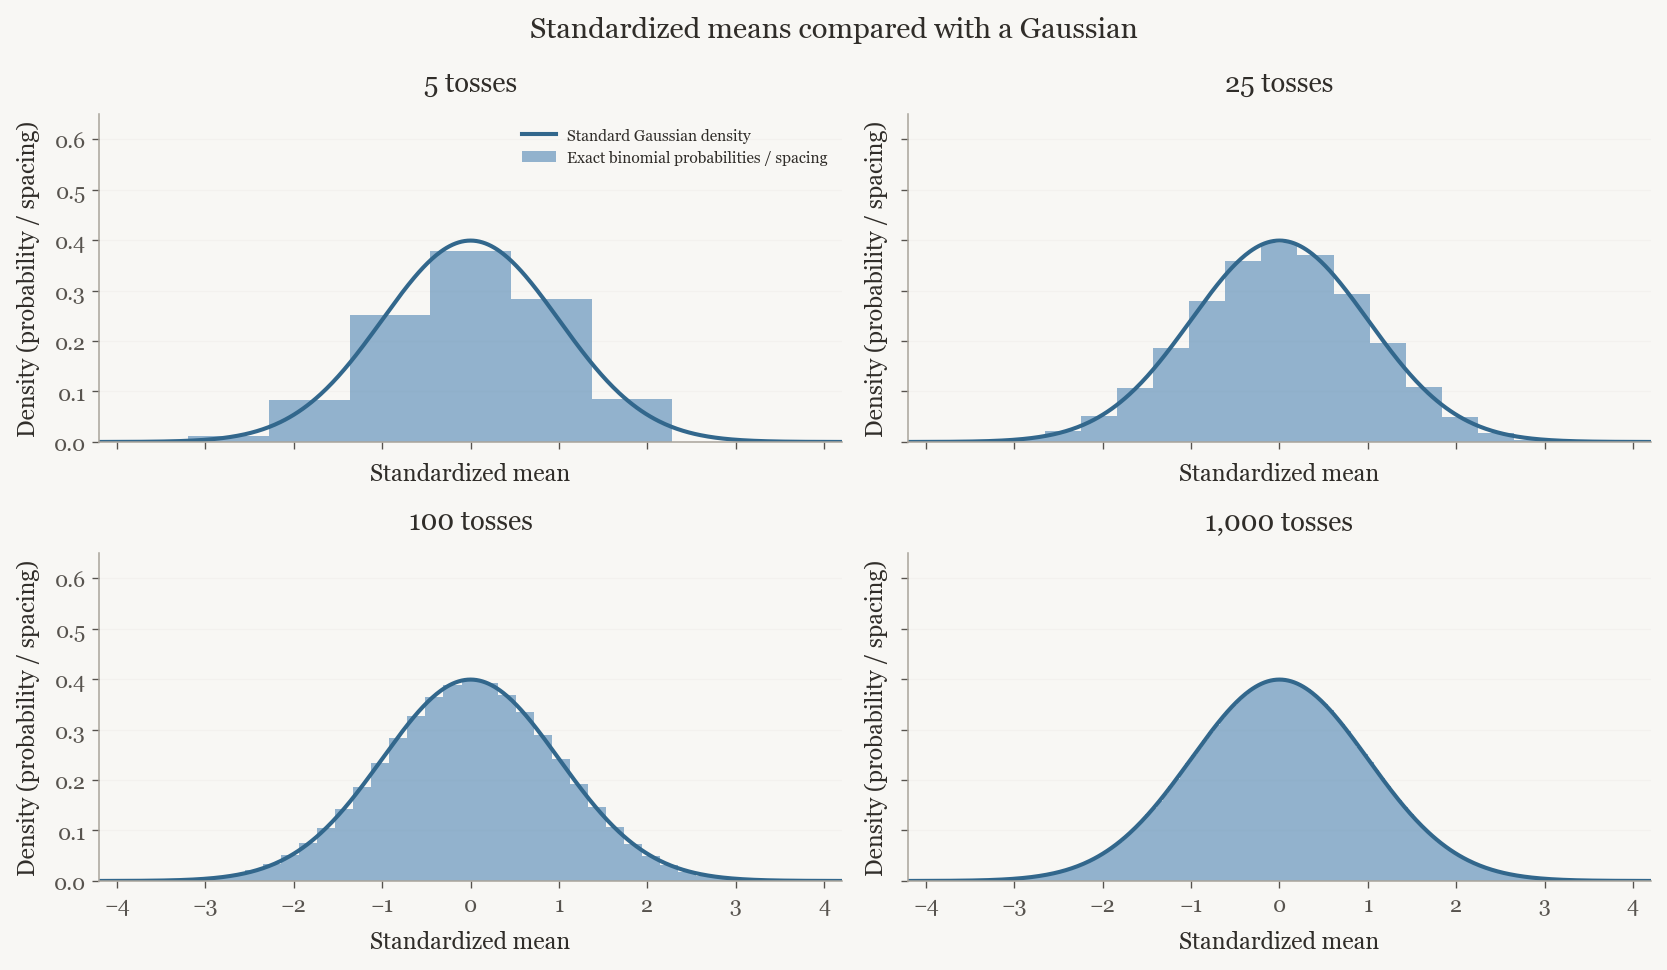 Standardized means compared with a Gaussian
5 tosses
Density (probability / spacing)
0.6
0.5
0.4
0.3
0.2
0.1
0.0
Standard Gaussian density
Exact binomial probabilities / spacing
Standardized mean
25 tosses
Density (probability / spacing)
Standardized mean
100 tosses
Density (probability / spacing)
0.6
0.5
0.4
0.3
0.2
0.1
0.0
−4 −3 −2 −1 0 1 2 3 4
Standardized mean
1,000 tosses
Density (probability / spacing)
−4 −3 −2 −1 0 1 2 3 4
Standardized mean